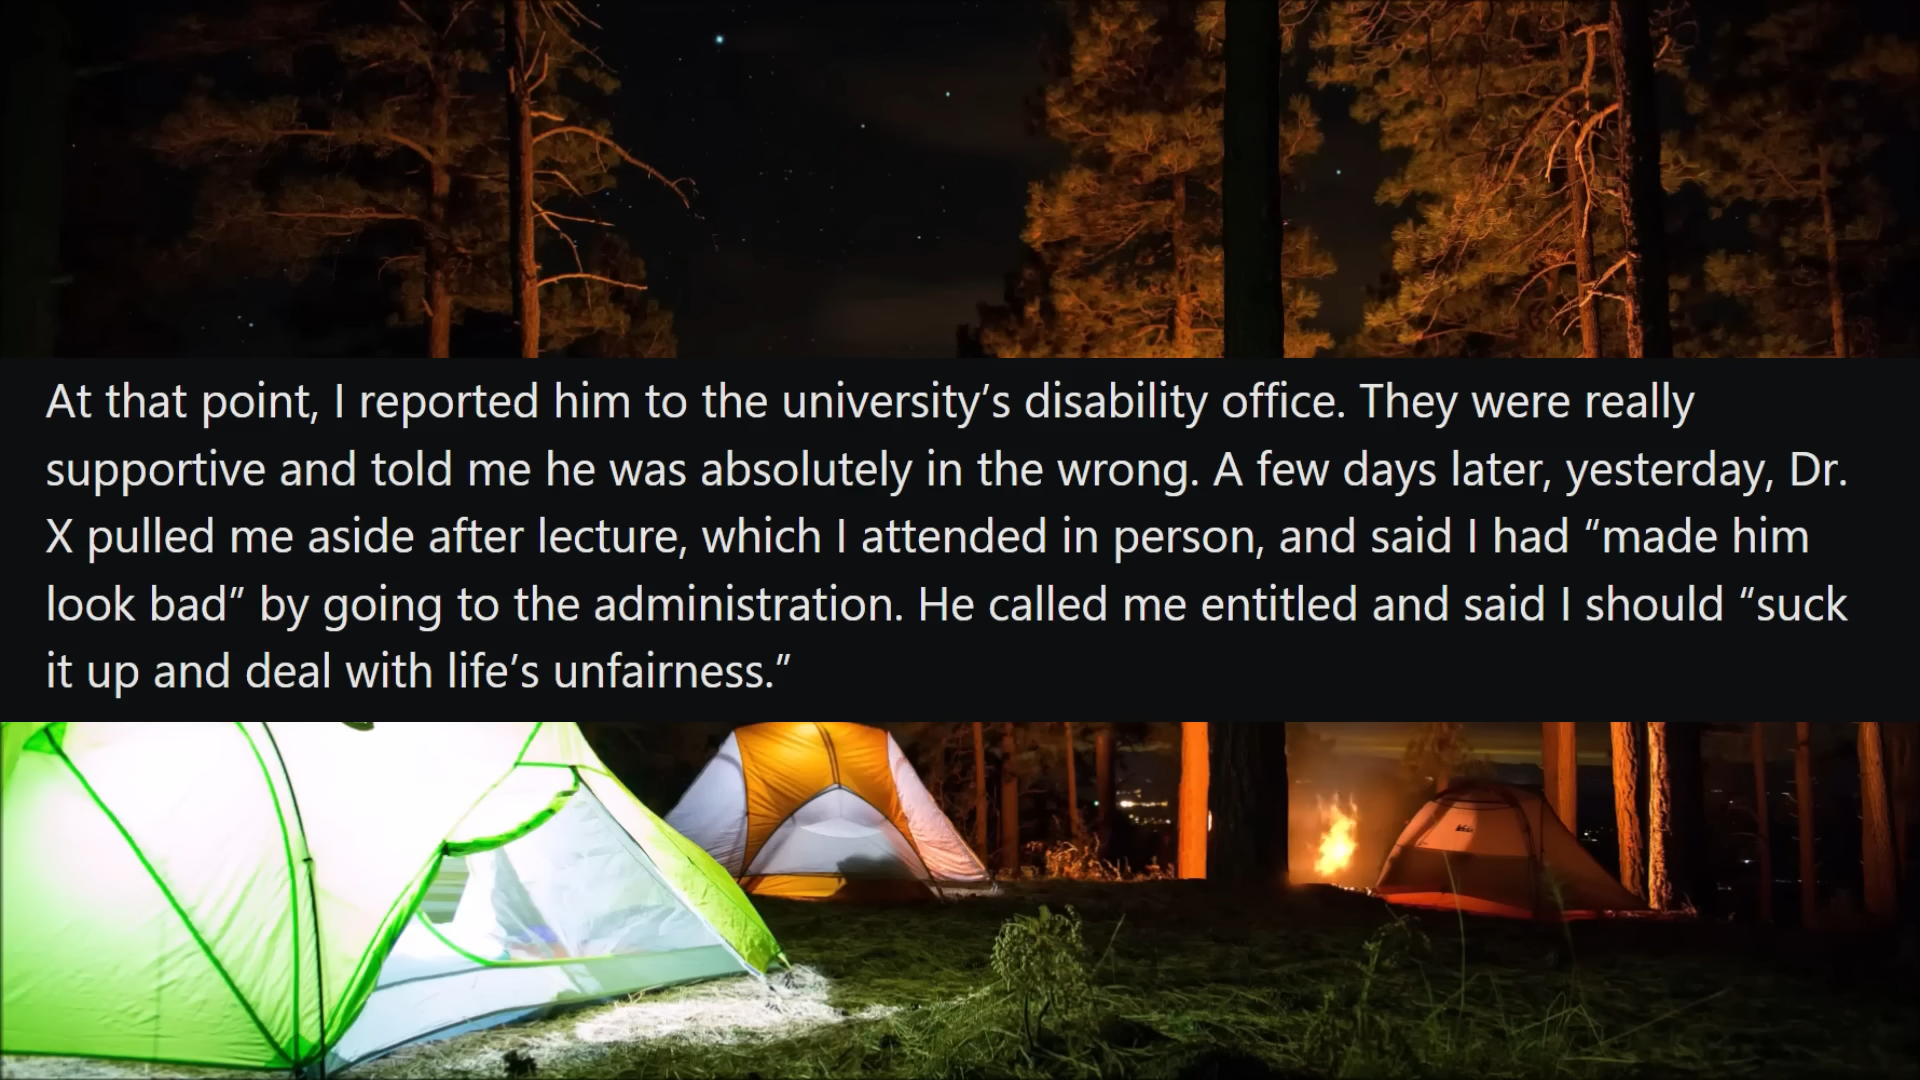 At that point, I reported him to the university’s disability office. They were really
supportive and told me he was absolutely in the wrong. A few days later, yesterday, Dr.
X pulled me aside after lecture, which I attended in person, and said I had “made him
look bad” by going to the administration. He called me entitled and said I should “suck
it up and deal with life’s unfairness.”